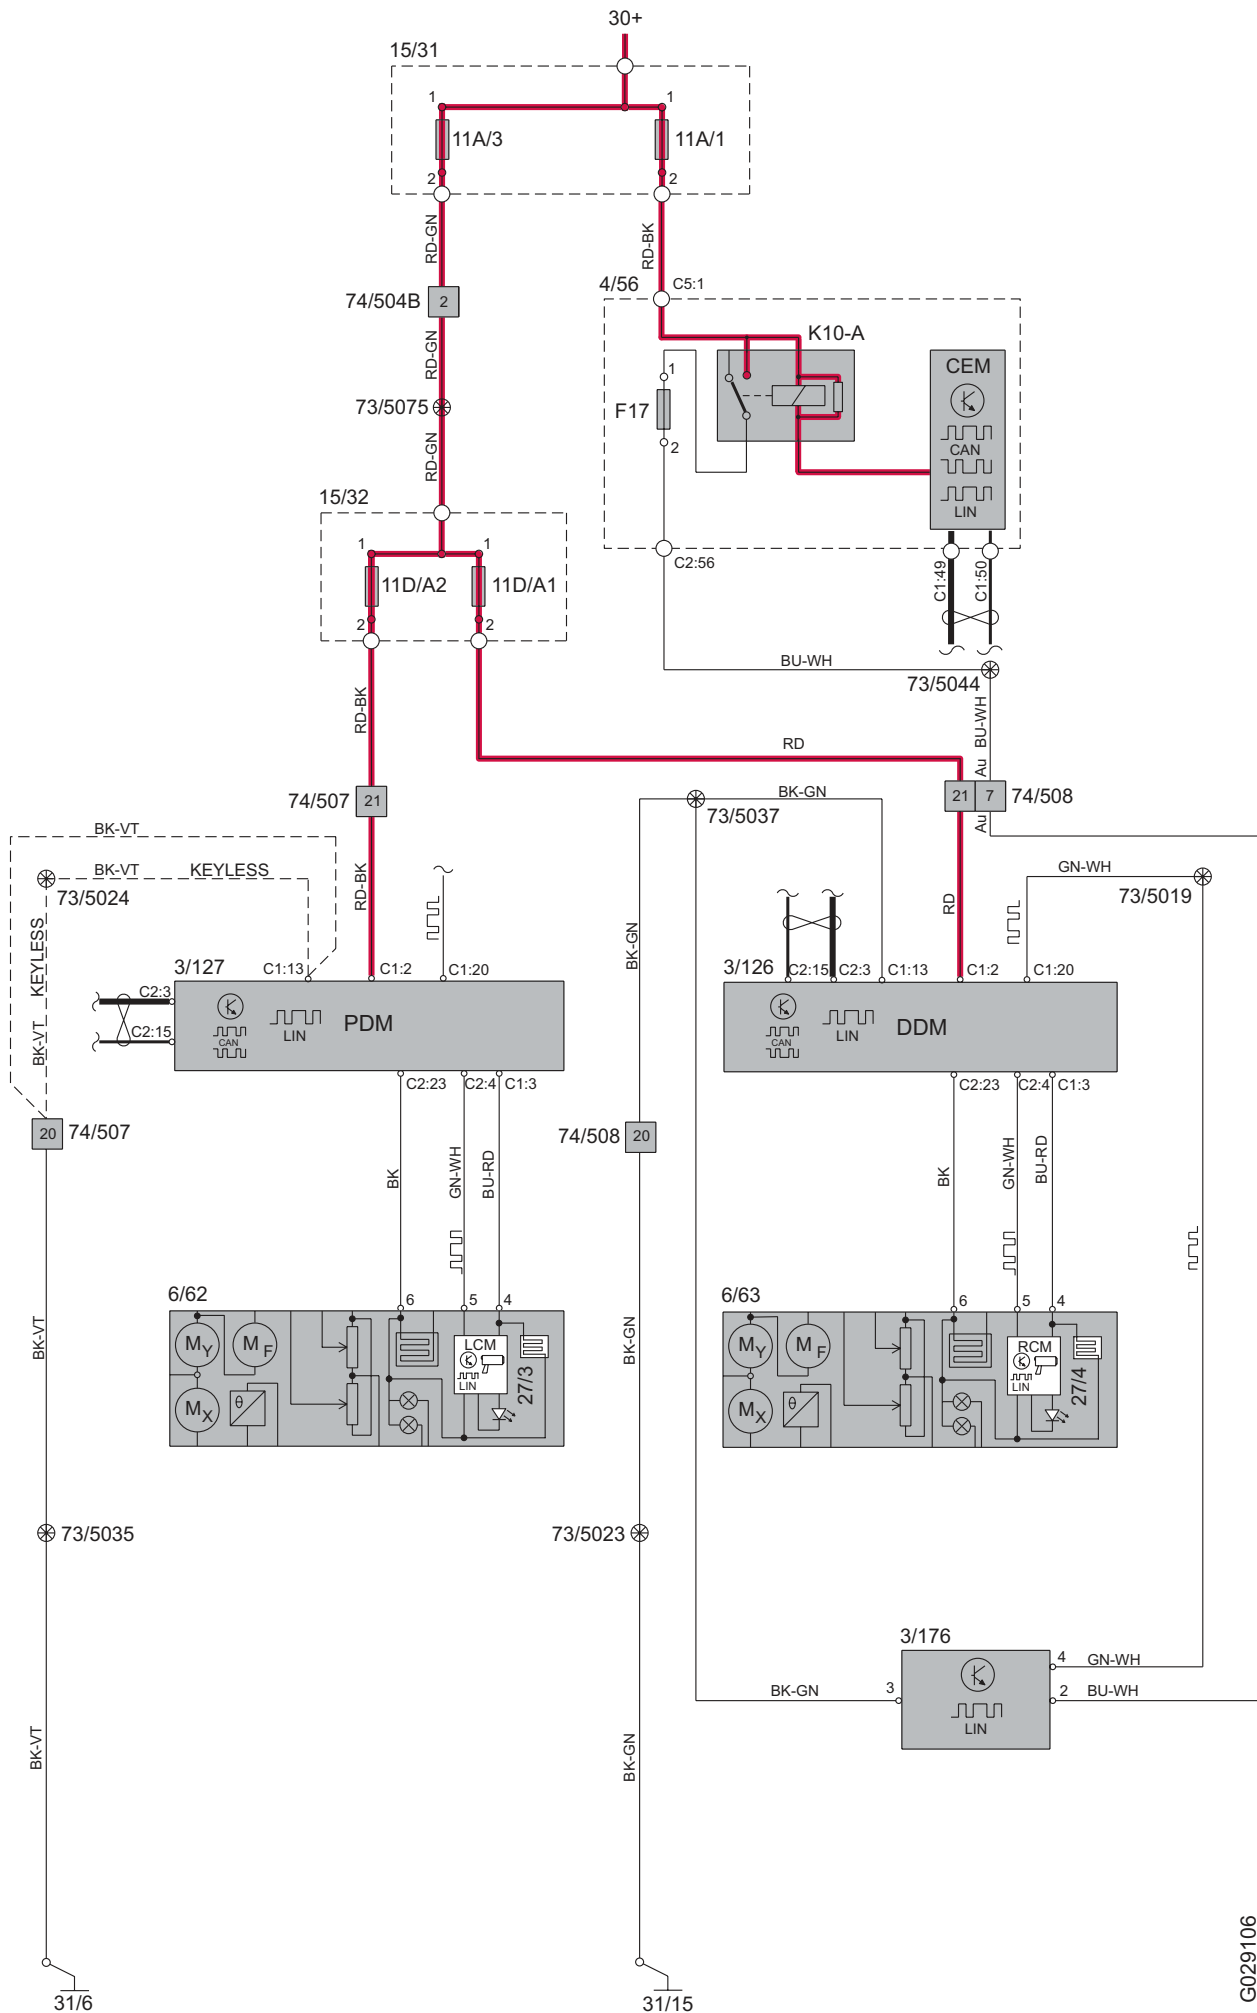 30+
15/31
1
1
11A/3
11A/1
2
2
RD-GN
RD-BK
4/56
C5:1
74/504B
2
K10-A
RD-GN
1
CEM
F17
CAN
73/5075
2
RD-GN
LIN
15/32
C2:56
1
1
C1:49
C1:50
11D/A2
11D/A1
2
2
BU-WH
73/5044
RD-BK
BU-WH
RD
Au
74/507
21
BK-GN
21
7
74/508
73/5037
Au
BK-VT
BK-VT
KEYLESS
GN-WH
73/5024
73/5019
RD-BK
RD
KEYLESS
BK-GN
3/127
C1:13
C1:2
C1:20
3/126
C2:15
C2:3
C1:13
C1:2
C1:20
C2:3
C2:15
PDM
LIN
CAN
DDM
LIN
CAN
BK-VT
C2:23
C2:4
C1:3
C2:23
C2:4
C1:3
20
74/507
74/508
20
BK
GN-WH
BU-RD
BK
GN-WH
BU-RD
6/62
6
5
4
6/63
6
5
4
BK-VT
BK-GN
MY
MF
LCM
LIN
27/3
MX
θ
MY
MF
RCM
LIN
27/4
MX
θ
73/5035
73/5023
3/176
4
GN-WH
BK-GN
3
2
BU-WH
LIN
BK-VT
BK-GN
31/6
31/15
G029106